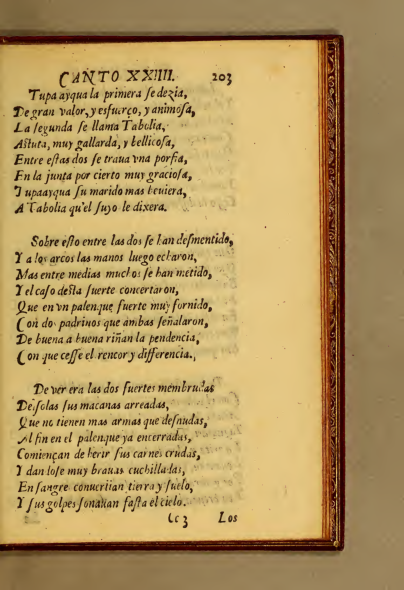 CANTO XXIIII. 203
Tupaayqua la primera se dezia,
De gran valor, y esfuerço, y animosa,
La segunda se llama Tabolia,
Astuta, muy gallarda, y bellicosa,
Entre estas dos se traua vna porfia,
En la junta por cierto muy graciosa,
Tupaayqua su marido mas beuiera,
A Tabolia qu'el suyo le dixera.
Sobre esto entre las dos se han desmentido,
Y a los arcos las manos luego echaron,
Mas entre medias muchos se han metido,
Y el caso desta suerte concertaron,
Que en vn palenque fuerte muy fornido,
Con dos padrinos que ambas señalaron,
De buena a buena riñan la pendencia,
Con que cesse el rencor y differencia.
De ver era las dos fuertes membrudas
De solas sus macanas arreadas,
Que no tienen mas armas que desnudas,
Al fin en el palenque ya encerradas,
Comiençan de herir sus carnes crudas,
Y danlose muy brauas cuchilladas,
En sangre conuertian tierra y suelo,
Y sus golpes sonauan fasta el cielo.
Cc 3 Los